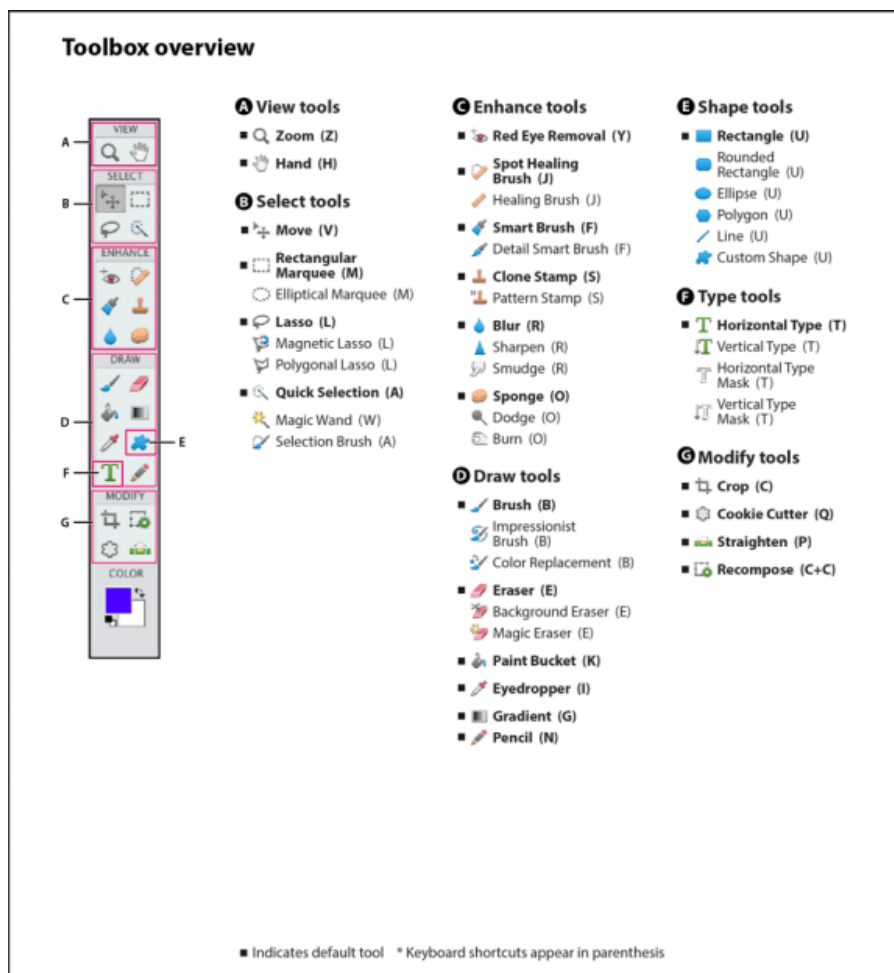 Toolbox overview
VIEW
A
SELECT
B
ENHANCE
C
DRAW
D
E
F
MODIFY
G
COLOR
A View tools
■ Zoom (Z)
■ Hand (H)
B Select tools
■ Move (V)
■ Rectangular
Marquee (M)
Elliptical Marquee (M)
■ Lasso (L)
Magnetic Lasso (L)
Polygonal Lasso (L)
■ Quick Selection (A)
Magic Wand (W)
Selection Brush (A)
C Enhance tools
■ Red Eye Removal (Y)
■ Spot Healing
Brush (J)
Healing Brush (J)
■ Smart Brush (F)
Detail Smart Brush (F)
■ Clone Stamp (S)
Pattern Stamp (S)
■ Blur (R)
Sharpen (R)
Smudge (R)
■ Sponge (O)
Dodge (O)
Burn (O)
D Draw tools
■ Brush (B)
Impressionist
Brush (B)
Color Replacement (B)
■ Eraser (E)
Background Eraser (E)
Magic Eraser (E)
■ Paint Bucket (K)
■ Eyedropper (I)
■ Gradient (G)
■ Pencil (N)
E Shape tools
■ Rectangle (U)
Rounded
Rectangle (U)
Ellipse (U)
Polygon (U)
Line (U)
Custom Shape (U)
F Type tools
■ Horizontal Type (T)
Vertical Type (T)
Horizontal Type
Mask (T)
Vertical Type
Mask (T)
G Modify tools
■ Crop (C)
■ Cookie Cutter (Q)
■ Straighten (P)
■ Recompose (C+C)
■ Indicates default tool * Keyboard shortcuts appear in parenthesis